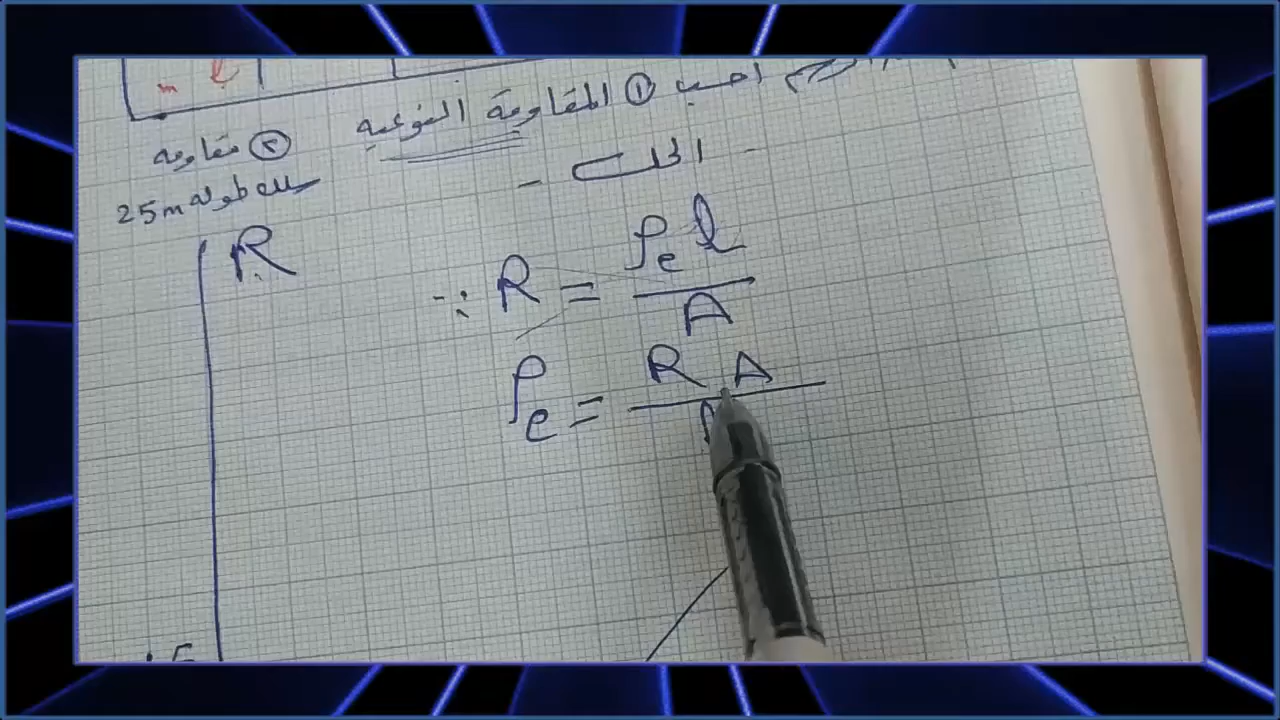 l m
احسب ① المقاومة النوعية ② مقاومة
سلك طوله 25m
الحل
R
∵ R = ρe l / A
ρe = R A /